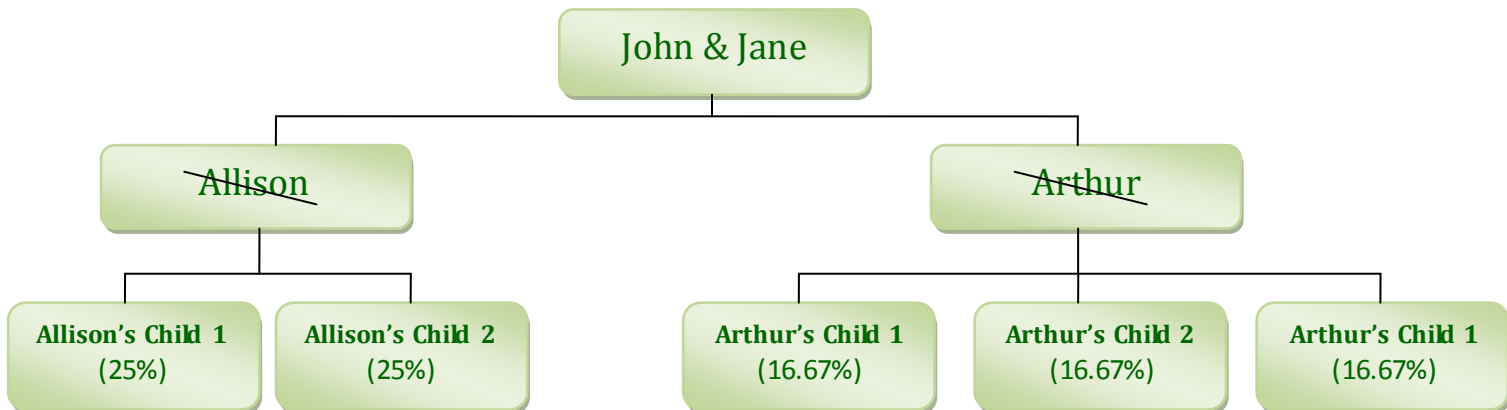 John & Jane
Allison
Arthur
Allison's Child 1
(25%)
Allison's Child 2
(25%)
Arthur's Child 1
(16.67%)
Arthur's Child 2
(16.67%)
Arthur's Child 1
(16.67%)